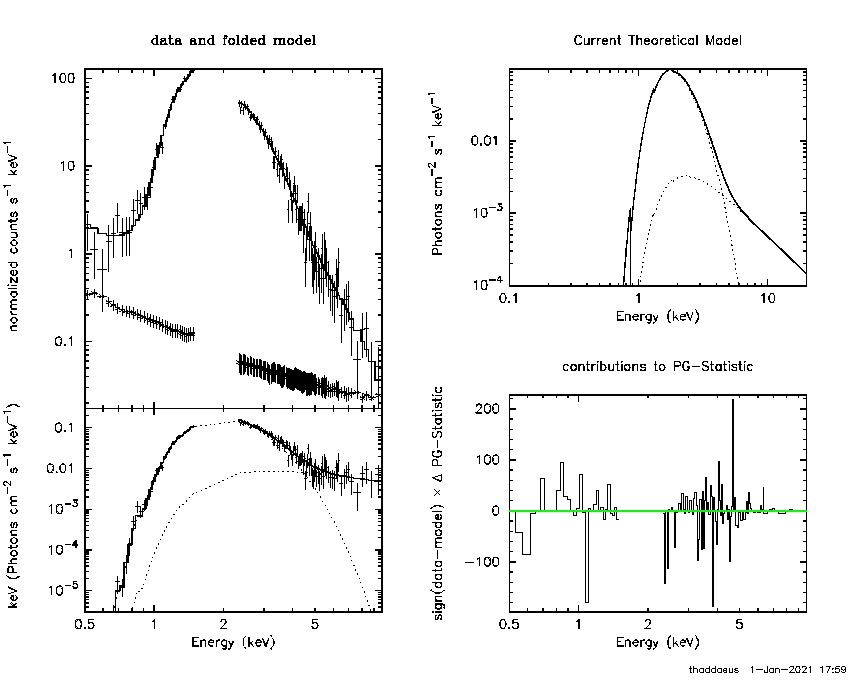 data and folded model
normalized counts s⁻¹ keV⁻¹
100
10
1
0.1
keV (Photons cm⁻² s⁻¹ keV⁻¹)
0.1
0.01
10⁻³
10⁻⁴
10⁻⁵
0.5 1 2 5
Energy (keV)
Current Theoretical Model
Photons cm⁻² s⁻¹ keV⁻¹
0.01
10⁻³
10⁻⁴
0.1 1 10
Energy (keV)
contributions to PG-Statistic
sign(data-model) × Δ PG-Statistic
200
100
0
-100
0.5 1 2 5
Energy (keV)
thaddaeus 1-Jan-2021 17:59